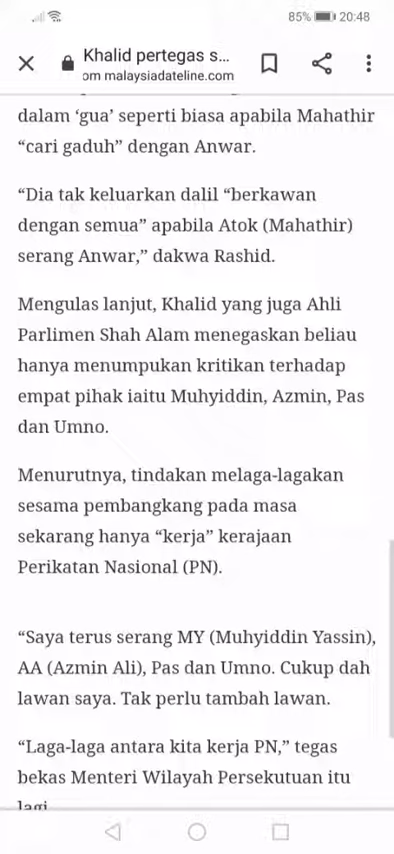 85% 20:48
Khalid pertegas s...
om malaysiadateline.com
dalam ‘gua’ seperti biasa apabila Mahathir
“cari gaduh” dengan Anwar.
“Dia tak keluarkan dalil “berkawan
dengan semua” apabila Atok (Mahathir)
serang Anwar,” dakwa Rashid.
Mengulas lanjut, Khalid yang juga Ahli
Parlimen Shah Alam menegaskan beliau
hanya menumpukan kritikan terhadap
empat pihak iaitu Muhyiddin, Azmin, Pas
dan Umno.
Menurutnya, tindakan melaga-lagakan
sesama pembangkang pada masa
sekarang hanya “kerja” kerajaan
Perikatan Nasional (PN).
“Saya terus serang MY (Muhyiddin Yassin),
AA (Azmin Ali), Pas dan Umno. Cukup dah
lawan saya. Tak perlu tambah lawan.
“Laga-laga antara kita kerja PN,” tegas
bekas Menteri Wilayah Persekutuan itu
lagi